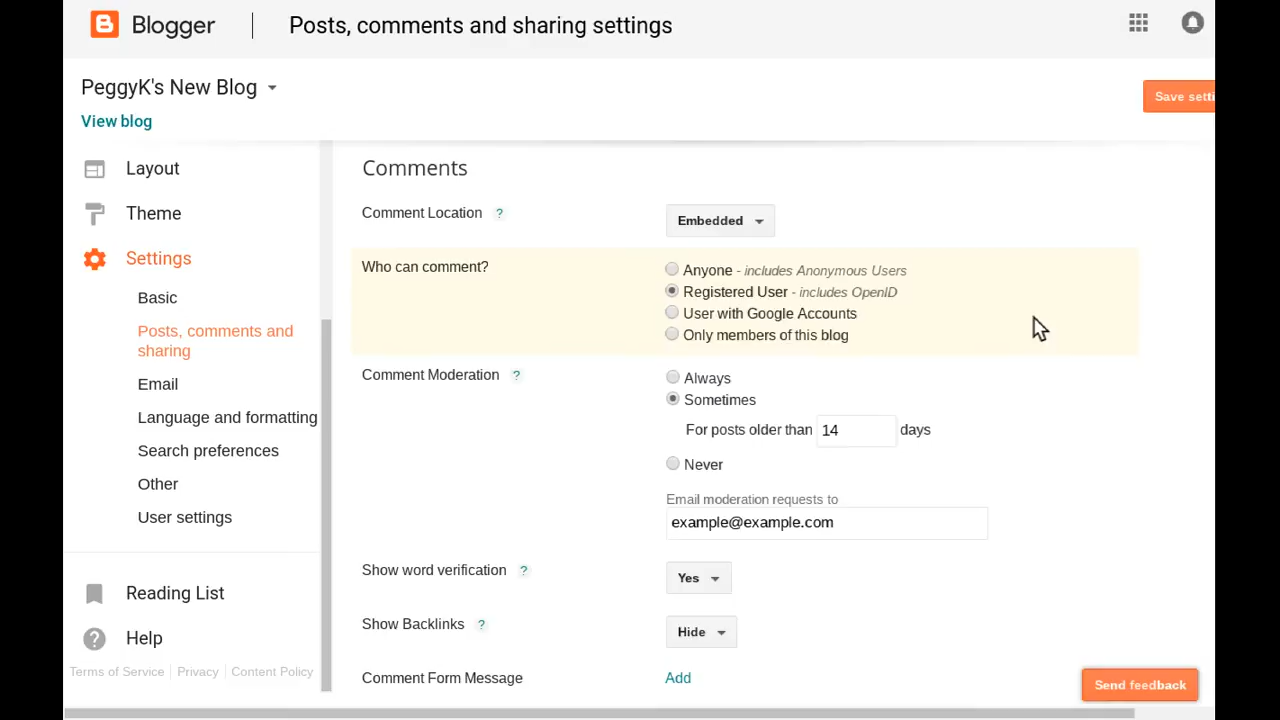 Blogger
Posts, comments and sharing settings
PeggyK's New Blog
View blog
Save setti
Layout
Theme
Settings
Basic
Posts, comments and
sharing
Email
Language and formatting
Search preferences
Other
User settings
Reading List
Help
Terms of Service
Privacy
Content Policy
Comments
Comment Location ?
Embedded
Who can comment?
Anyone - includes Anonymous Users
Registered User - includes OpenID
User with Google Accounts
Only members of this blog
Comment Moderation ?
Always
Sometimes
For posts older than 14 days
Never
Email moderation requests to
example@example.com
Show word verification ?
Yes
Show Backlinks ?
Hide
Comment Form Message
Add
Send feedback